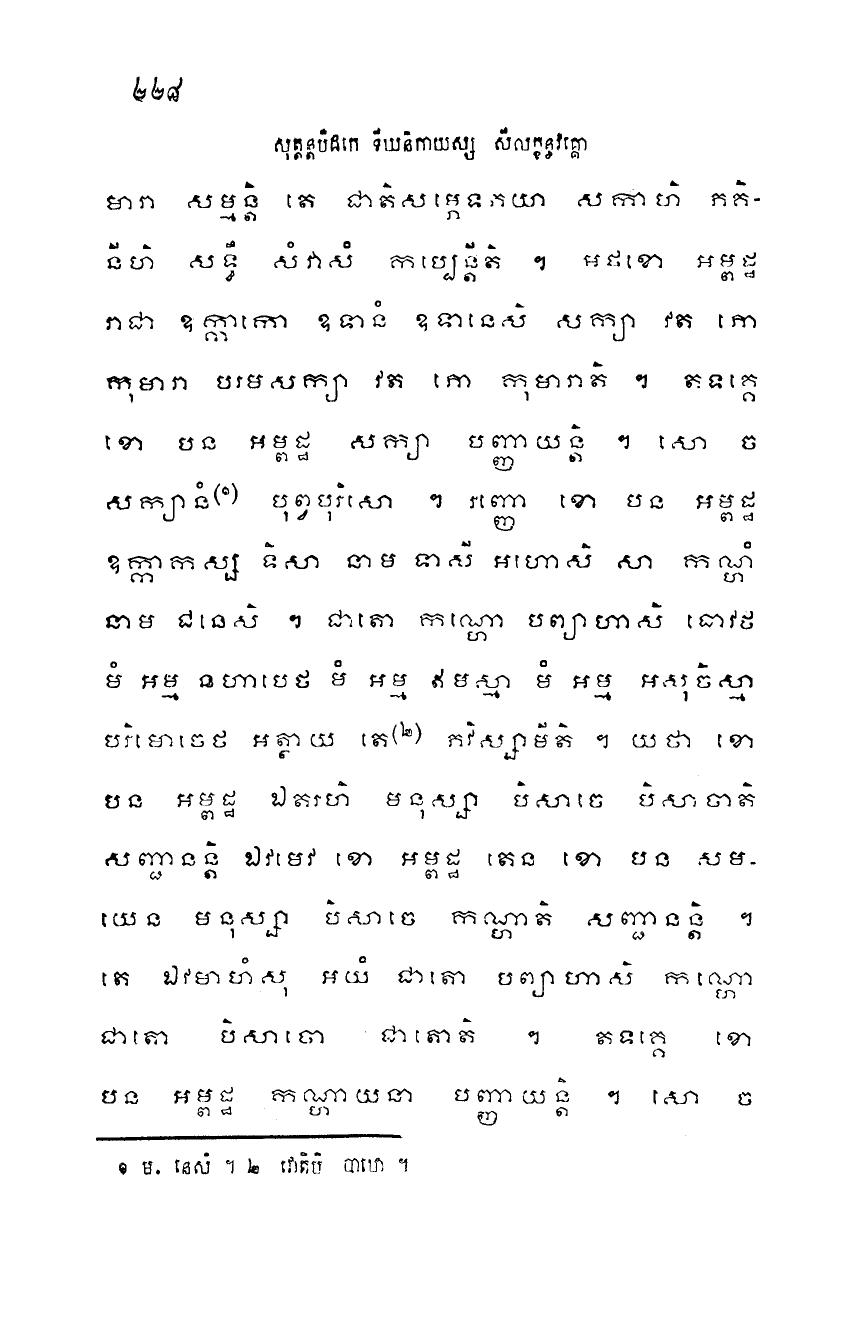 ២២៨
សុត្តន្តបិដកេ ទីឃនិកាយស្ស សីលក្ខន្ធវគ្គោ
មារា សម្មន្តិ តេ ជាតិសម្ភេទភយា សកាហិ ភគិ-
នីហិ សទ្ធឹ សំវាសំ កប្បេន្តីតិ ។ អថខោ អម្ពដ្ឋ
រាជា ឧក្កាកោ ឧទានំ ឧទានេសិ សក្យា វត ភោ
កុមារា បរមសក្យា វត ភោ កុមារាតិ ។ តទគ្គេ
ខោ បន អម្ពដ្ឋ សក្យា បញ្ញាយន្តិ ។ សោ ច
សក្យានំ(១) បុព្វបុរិសោ ។ រញ្ញោ ខោ បន អម្ពដ្ឋ
ឧក្កាកស្ស ទិសា នាម ទាសី អហោសិ សា កណ្ហំ
នាម ជនេសិ ។ ជាតោ កណ្ហោ បព្យាហាសិ ធោវថ
មំ អម្ម នហាបេថ មំ អម្ម ឥមស្មា មំ អម្ម អសុចិស្មា
បរិមោចេថ អត្ថាយ តេ(២) ភវិស្សាមីតិ ។ យថា ខោ
បន អម្ពដ្ឋ ឯតរហិ មនុស្សា បិសាចេ បិសាចាតិ
សញ្ជានន្តិ ឯវមេវ ខោ អម្ពដ្ឋ តេន ខោ បន សម-
យេន មនុស្សា បិសាចេ កណ្ហាតិ សញ្ជានន្តិ ។
តេ ឯវមាហំសុ អយំ ជាតោ បព្យាហាសិ កណ្ហោ
ជាតោ បិសាចោ ជាតោតិ ។ តទគ្គេ ខោ
បន អម្ពដ្ឋ កណ្ហាយនា បញ្ញាយន្តិ ។ សោ ច
១ ម. នេសំ ។ ២ វោតិបិ បាឋោ ។